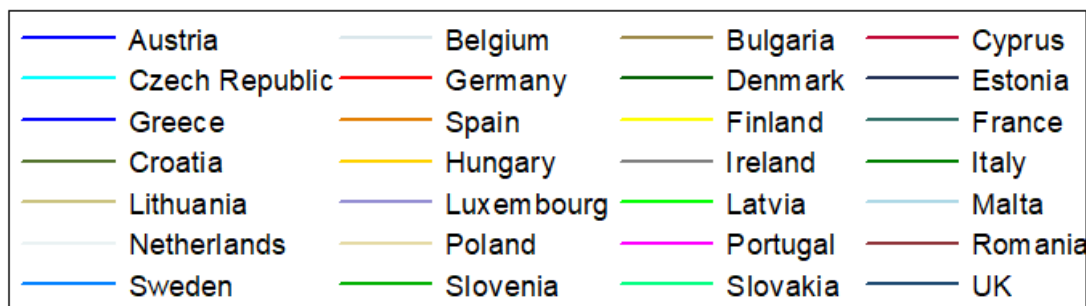 Austria Belgium Bulgaria Cyprus
Czech Republic Germany Denmark Estonia
Greece Spain Finland France
Croatia Hungary Ireland Italy
Lithuania Luxembourg Latvia Malta
Netherlands Poland Portugal Romania
Sweden Slovenia Slovakia UK